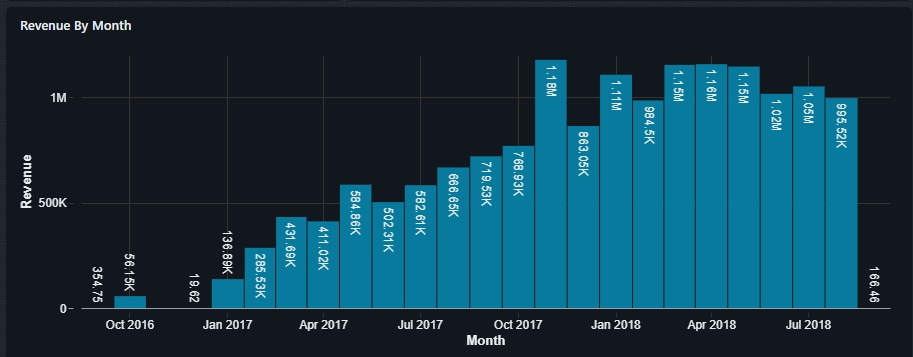 Revenue By Month
Revenue
1M
500K
0
354.75
56.15K
19.62
136.89K
285.53K
431.69K
411.02K
584.86K
502.31K
582.61K
666.65K
719.53K
768.93K
1.18M
863.05K
1.11M
984.5K
1.15M
1.16M
1.15M
1.02M
1.05M
995.52K
166.46
Oct 2016
Jan 2017
Apr 2017
Jul 2017
Oct 2017
Jan 2018
Apr 2018
Jul 2018
Month